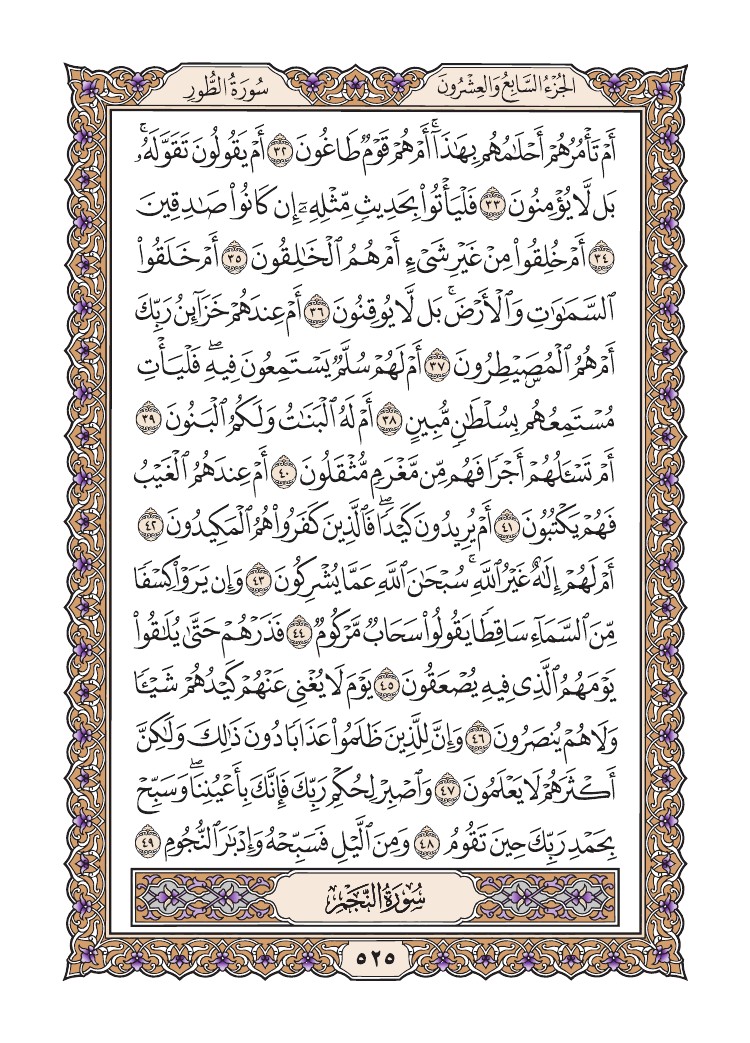 الجُزْءُ السَّابِعُ وَالعِشْرُونَ
سُورَةُ الطُّورِ
أَمْ تَأْمُرُهُمْ أَحْلَٰمُهُم بِهَٰذَآۚ أَمْ هُمْ قَوْمٌ طَاغُونَ ٣٢ أَمْ يَقُولُونَ تَقَوَّلَهُۥۚ
بَل لَّا يُؤْمِنُونَ ٣٣ فَلْيَأْتُوا۟ بِحَدِيثٍ مِّثْلِهِۦٓ إِن كَانُوا۟ صَٰدِقِينَ
٣٤ أَمْ خُلِقُوا۟ مِنْ غَيْرِ شَىْءٍ أَمْ هُمُ ٱلْخَٰلِقُونَ ٣٥ أَمْ خَلَقُوا۟
ٱلسَّمَٰوَٰتِ وَٱلْأَرْضَۚ بَل لَّا يُوقِنُونَ ٣٦ أَمْ عِندَهُمْ خَزَآئِنُ رَبِّكَ
أَمْ هُمُ ٱلْمُصَۣيْطِرُونَ ٣٧ أَمْ لَهُمْ سُلَّمٌ يَسْتَمِعُونَ فِيهِۖ فَلْيَأْتِ
مُسْتَمِعُهُم بِسُلْطَٰنٍ مُّبِينٍ ٣٨ أَمْ لَهُ ٱلْبَنَٰتُ وَلَكُمُ ٱلْبَنُونَ ٣٩
أَمْ تَسْـَٔلُهُمْ أَجْرًا فَهُم مِّن مَّغْرَمٍ مُّثْقَلُونَ ٤٠ أَمْ عِندَهُمُ ٱلْغَيْبُ
فَهُمْ يَكْتُبُونَ ٤١ أَمْ يُرِيدُونَ كَيْدًاۖ فَٱلَّذِينَ كَفَرُوا۟ هُمُ ٱلْمَكِيدُونَ ٤٢
أَمْ لَهُمْ إِلَٰهٌ غَيْرُ ٱللَّهِۚ سُبْحَٰنَ ٱللَّهِ عَمَّا يُشْرِكُونَ ٤٣ وَإِن يَرَوْا۟ كِسْفًا
مِّنَ ٱلسَّمَآءِ سَاقِطًا يَقُولُوا۟ سَحَابٌ مَّرْكُومٌ ٤٤ فَذَرْهُمْ حَتَّىٰ يُلَٰقُوا۟
يَوْمَهُمُ ٱلَّذِى فِيهِ يُصْعَقُونَ ٤٥ يَوْمَ لَا يُغْنِى عَنْهُمْ كَيْدُهُمْ شَيْـًٔا
وَلَا هُمْ يُنصَرُونَ ٤٦ وَإِنَّ لِلَّذِينَ ظَلَمُوا۟ عَذَابًا دُونَ ذَٰلِكَ وَلَٰكِنَّ
أَكْثَرَهُمْ لَا يَعْلَمُونَ ٤٧ وَٱصْبِرْ لِحُكْمِ رَبِّكَ فَإِنَّكَ بِأَعْيُنِنَاۖ وَسَبِّحْ
بِحَمْدِ رَبِّكَ حِينَ تَقُومُ ٤٨ وَمِنَ ٱلَّيْلِ فَسَبِّحْهُ وَإِدْبَٰرَ ٱلنُّجُومِ ٤٩
سُورَةُ النَّجْمِ
٥٢٥